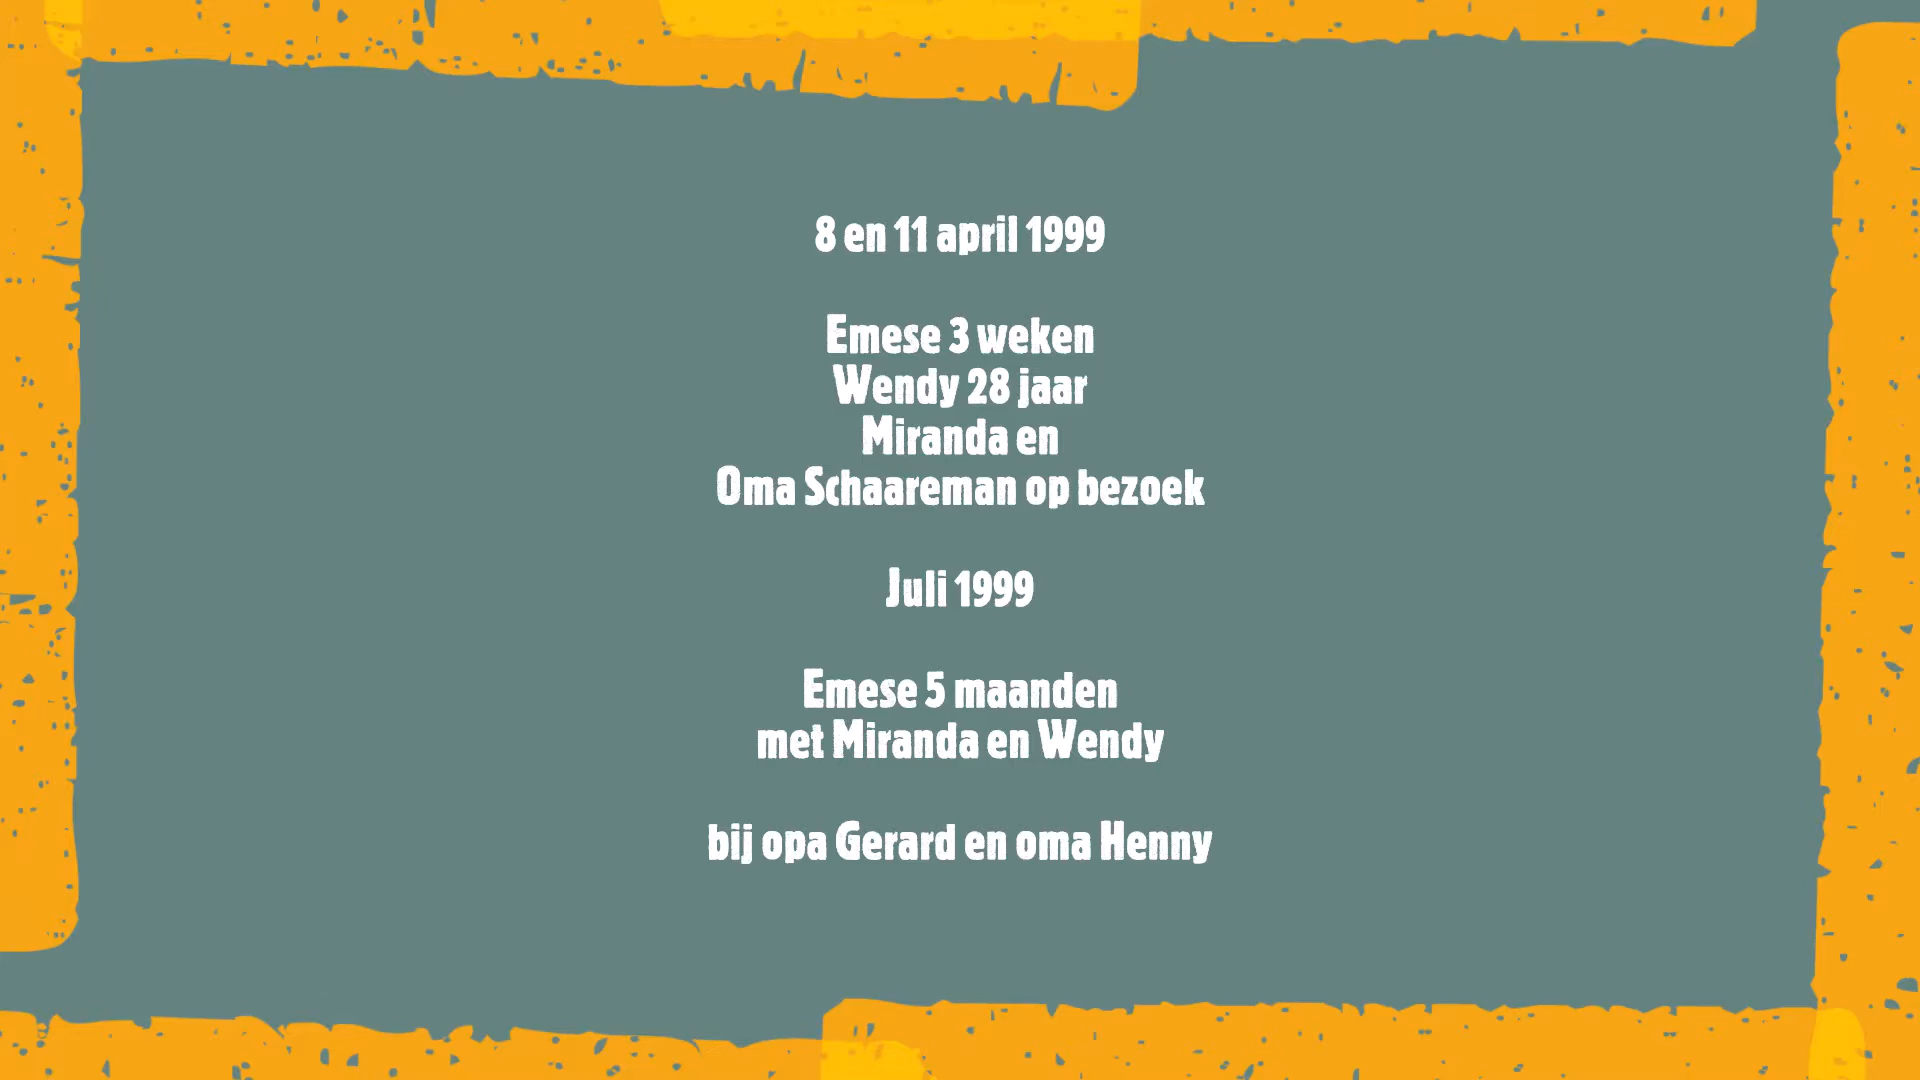 8 en 11 april 1999
Emese 3 weken
Wendy 28 jaar
Miranda en
Oma Schaareman op bezoek
Juli 1999
Emese 5 maanden
met Miranda en Wendy
bij opa Gerard en oma Henny